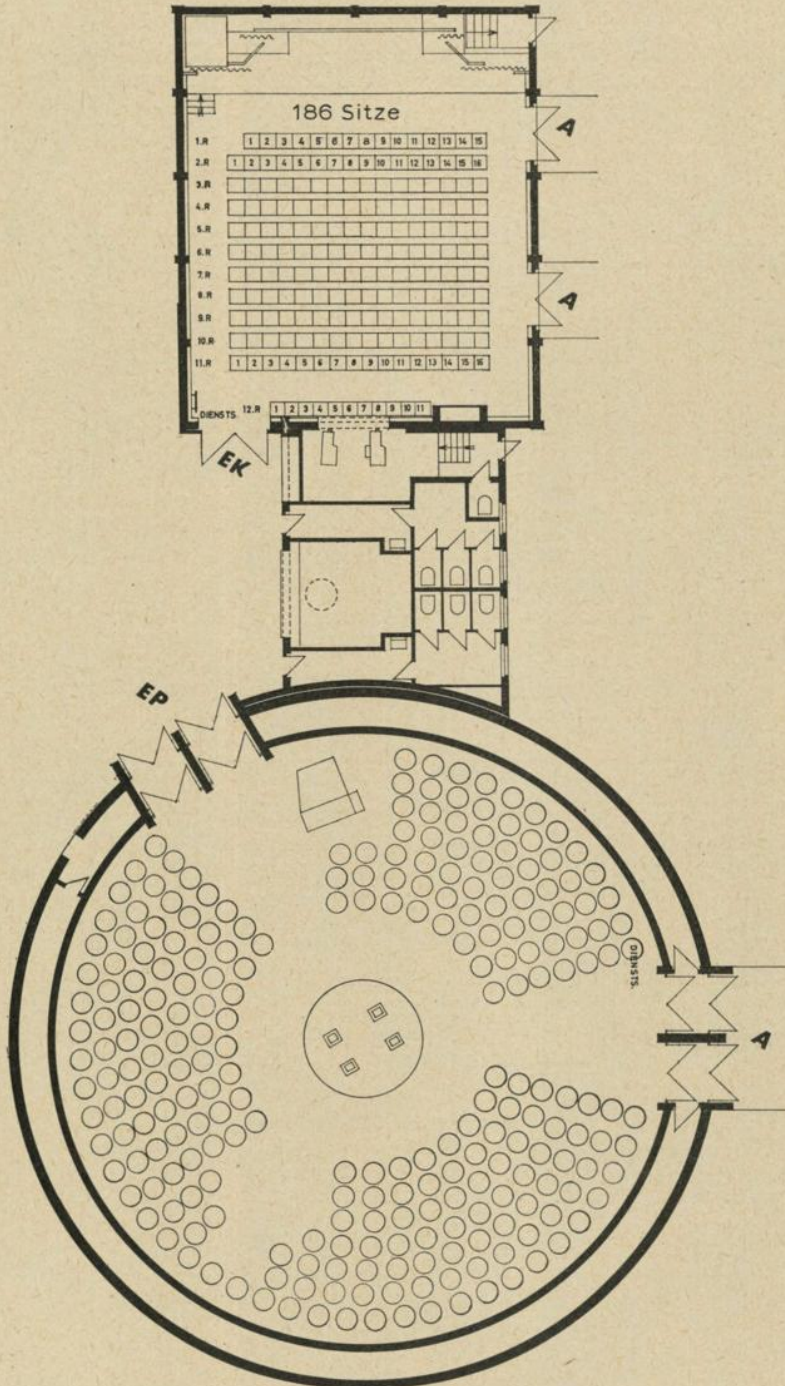 186 Sitze
A
1.R 1 2 3 4 5 6 7 8 9 10 11 12 13 14 15
2.R 1 2 3 4 5 6 7 8 9 10 11 12 13 14 15 16
3.R
4.R
5.R
6.R
7.R
8.R
A
9.R
10.R
11.R 1 2 3 4 5 6 7 8 9 10 11 12 13 14 15 16
DIENSTS. 12.R 1 2 3 4 5 6 7 8 9 10 11
EK
EP
DIENSTS.
A